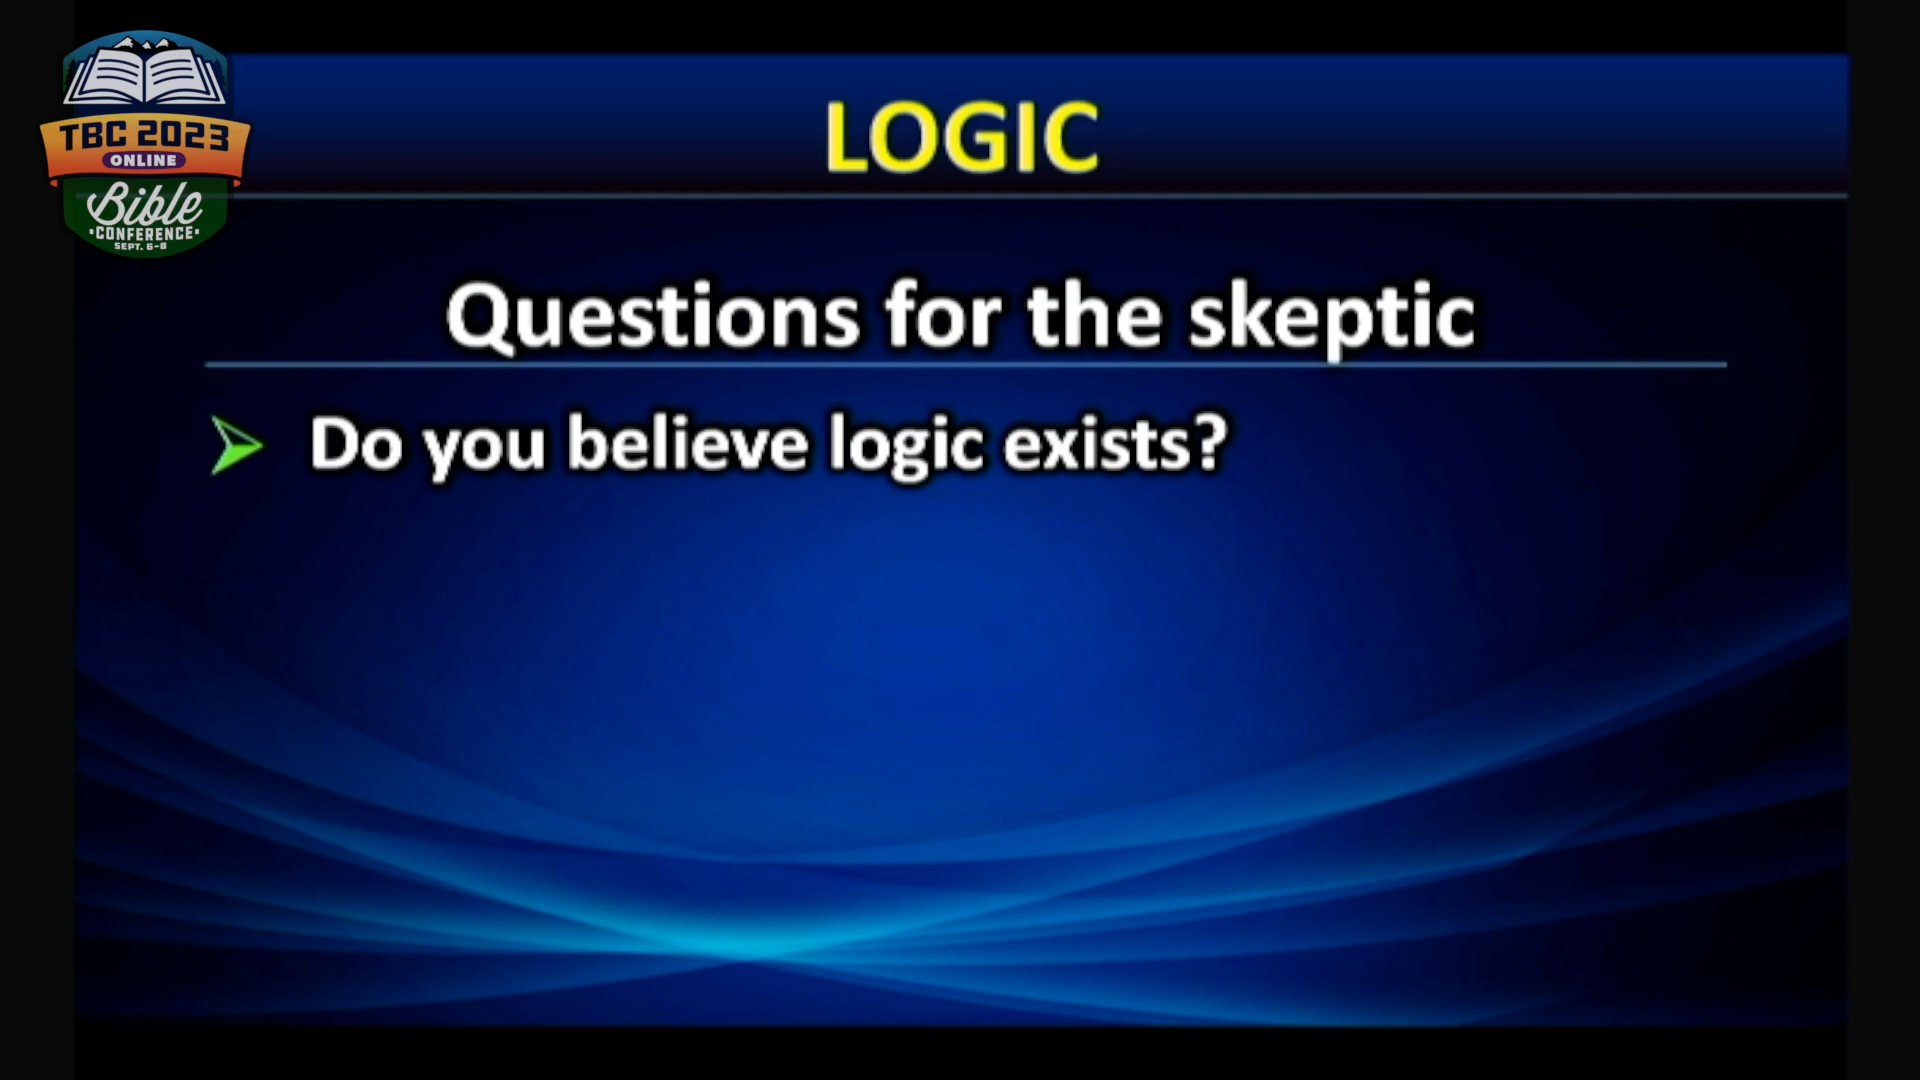 TBC 2023
ONLINE
Bible
•CONFERENCE•
SEPT. 6-8
LOGIC
Questions for the skeptic
Do you believe logic exists?